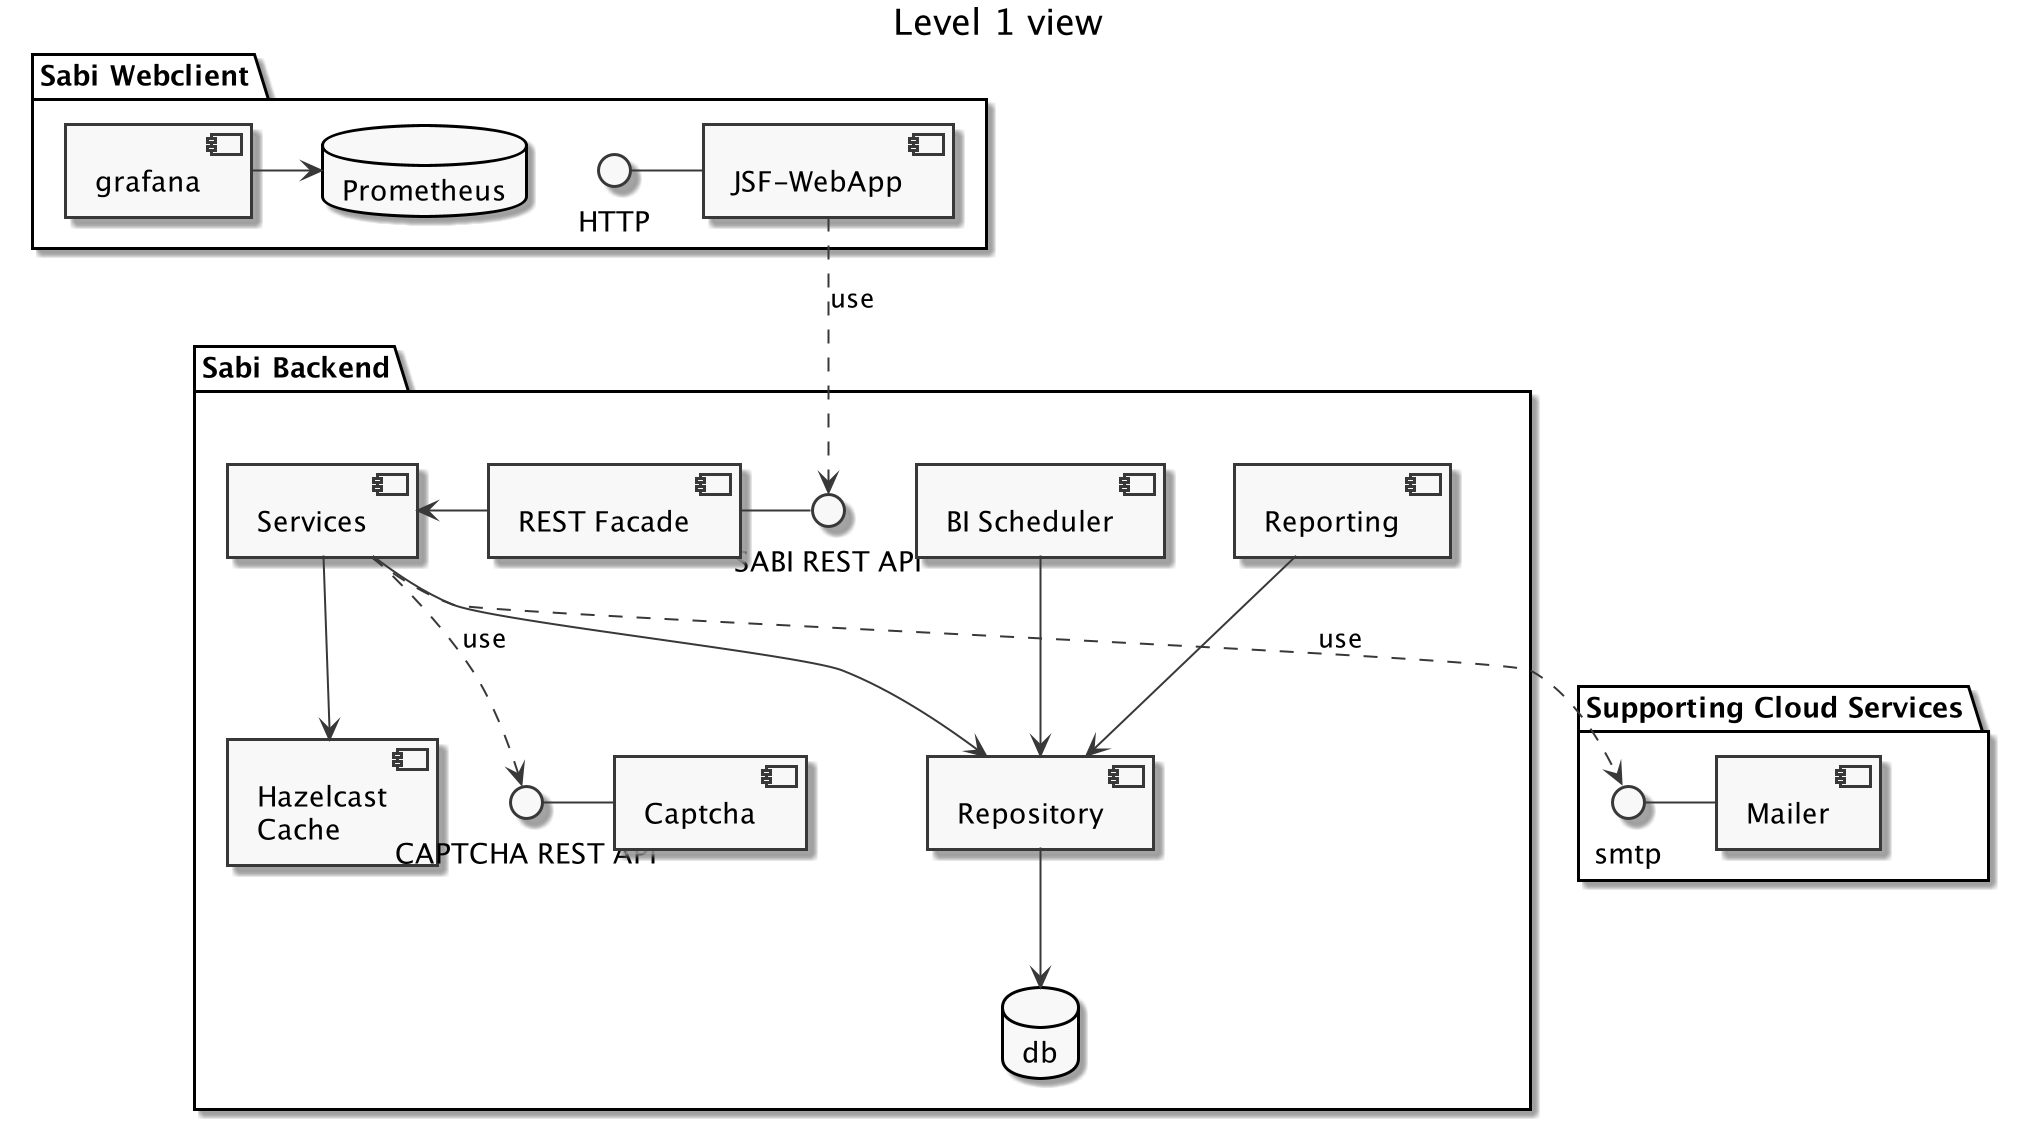 Level 1 view
Sabi Webclient
grafana
Prometheus
HTTP
JSF-WebApp
use
Sabi Backend
Services
REST Facade
SABI REST API
BI Scheduler
Reporting
use
use
Supporting Cloud Services
Hazelcast
Cache
CAPTCHA REST API
Captcha
Repository
smtp
Mailer
db